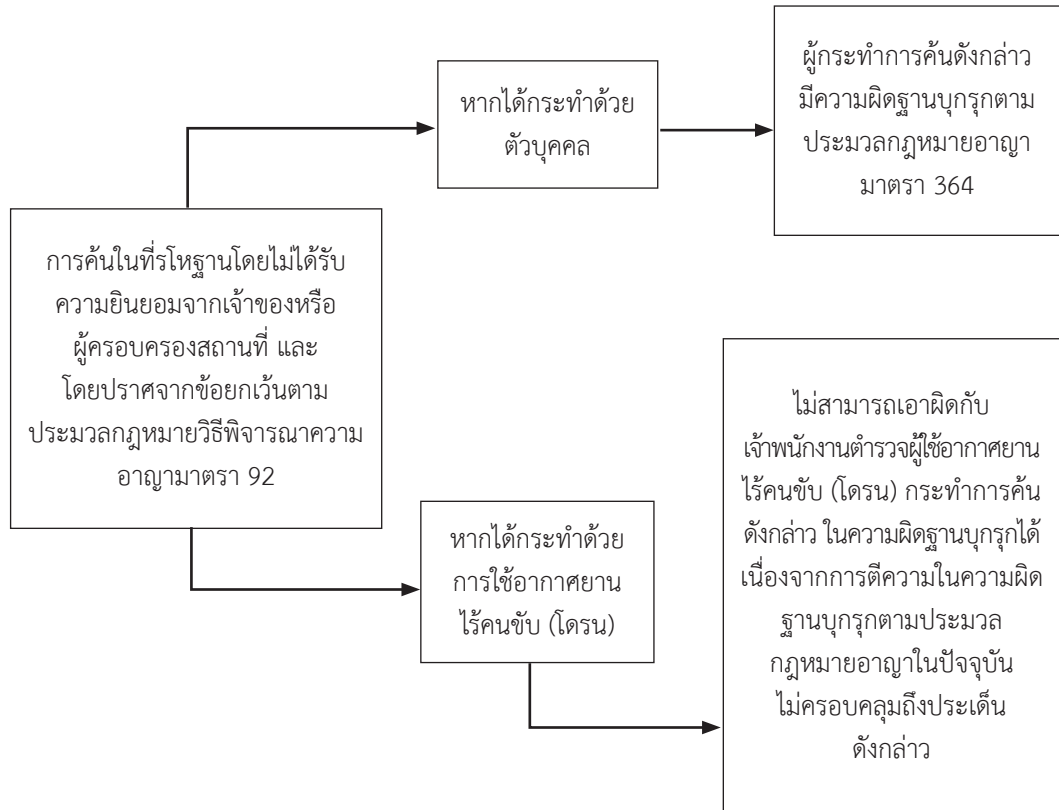 การค้นในที่รโหฐานโดยไม่ได้รับ
ความยินยอมจากเจ้าของหรือ
ผู้ครอบครองสถานที่ และ
โดยปราศจากข้อยกเว้นตาม
ประมวลกฎหมายวิธีพิจารณาความ
อาญามาตรา 92
หากได้กระทำด้วย
ตัวบุคคล
ผู้กระทำการค้นดังกล่าว
มีความผิดฐานบุกรุกตาม
ประมวลกฎหมายอาญา
มาตรา 364
หากได้กระทำด้วย
การใช้อากาศยาน
ไร้คนขับ (โดรน)
ไม่สามารถเอาผิดกับ
เจ้าพนักงานตำรวจผู้ใช้อากาศยาน
ไร้คนขับ (โดรน) กระทำการค้น
ดังกล่าว ในความผิดฐานบุกรุกได้
เนื่องจากการตีความในความผิด
ฐานบุกรุกตามประมวล
กฎหมายอาญาในปัจจุบัน
ไม่ครอบคลุมถึงประเด็น
ดังกล่าว